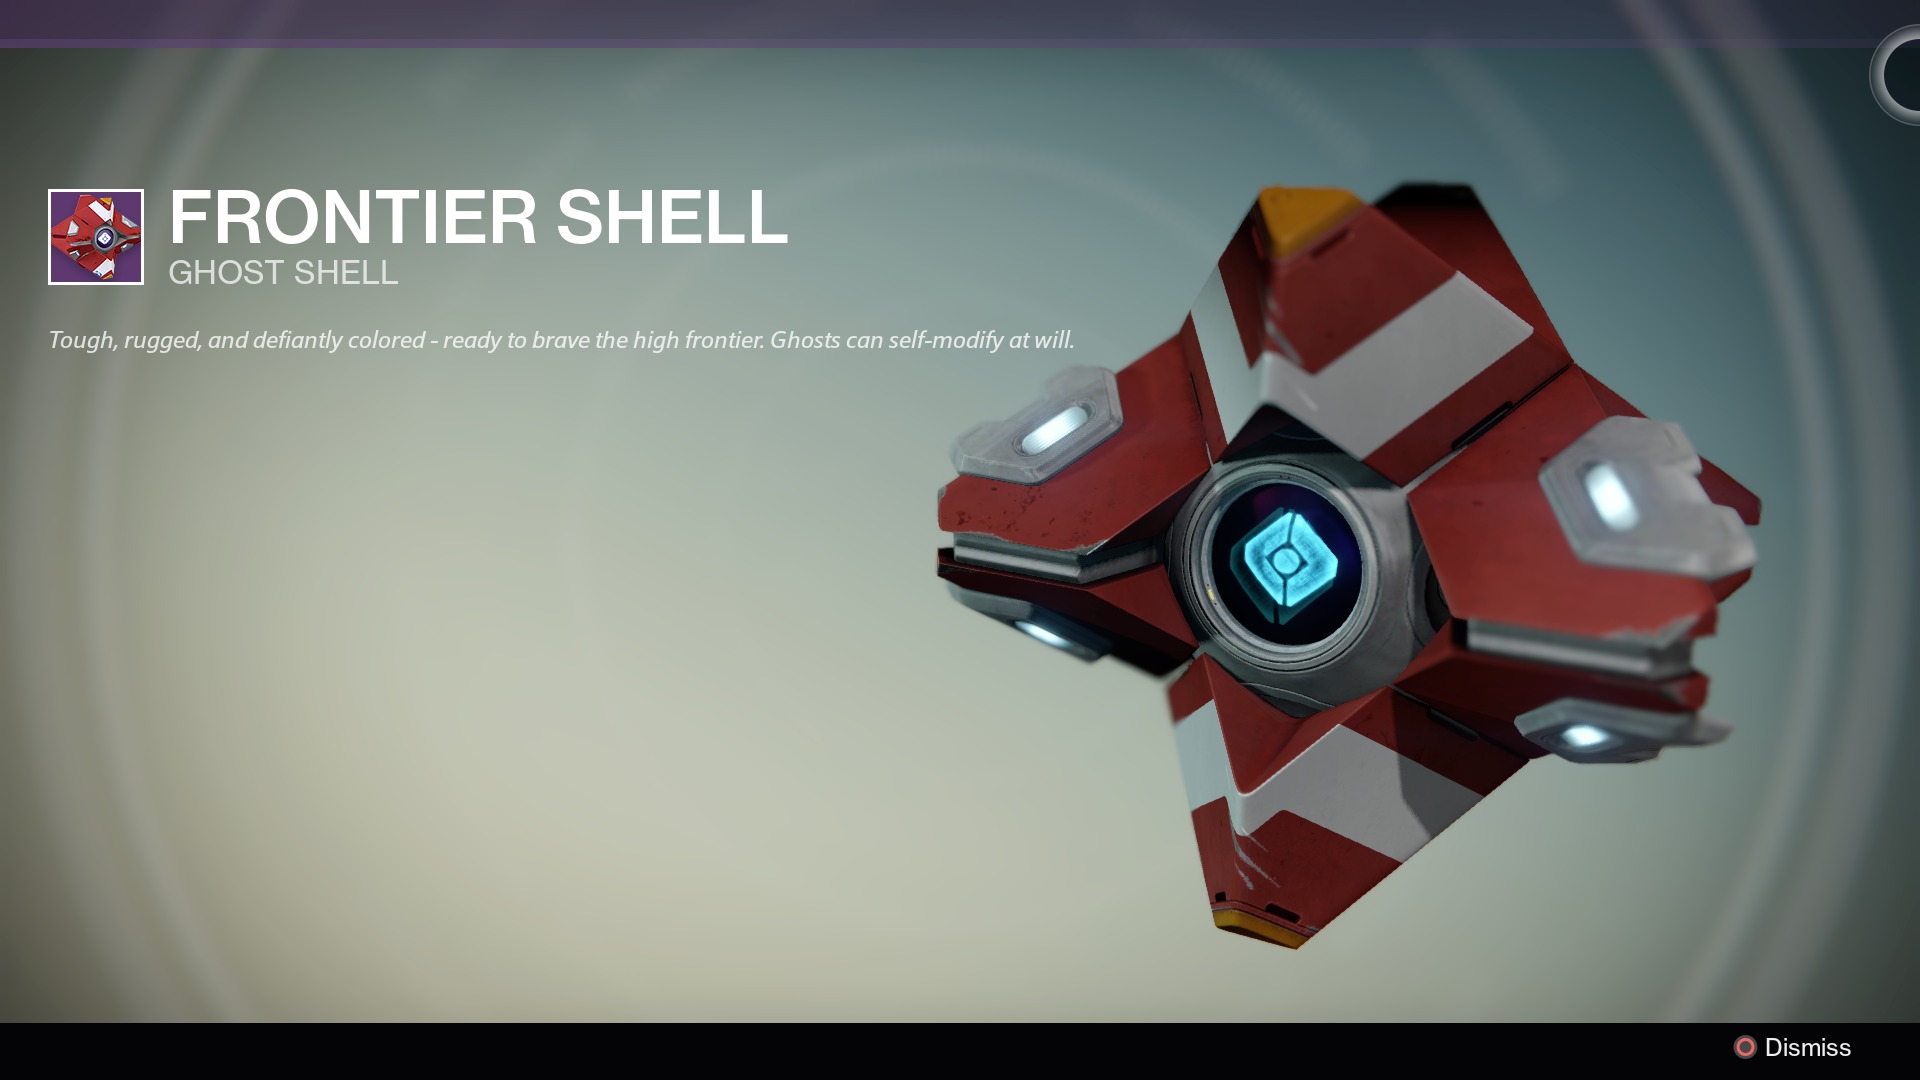 FRONTIER SHELL
GHOST SHELL
Tough, rugged, and defiantly colored - ready to brave the high frontier. Ghosts can self-modify at will.
Dismiss